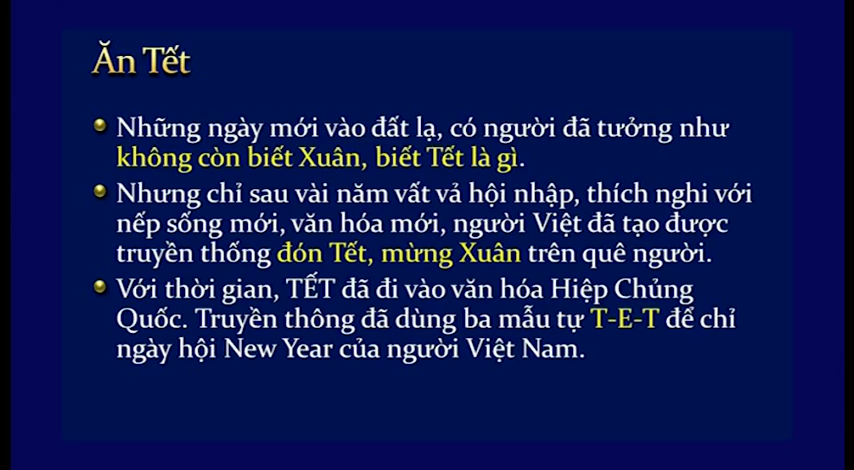 Ăn Tết
Những ngày mới vào đất lạ, có người đã tưởng như
không còn biết Xuân, biết Tết là gì.
Nhưng chỉ sau vài năm vất vả hội nhập, thích nghi với
nếp sống mới, văn hóa mới, người Việt đã tạo được
truyền thống đón Tết, mừng Xuân trên quê người.
Với thời gian, TẾT đã đi vào văn hóa Hiệp Chủng
Quốc. Truyền thông đã dùng ba mẫu tự T-E-T để chỉ
ngày hội New Year của người Việt Nam.